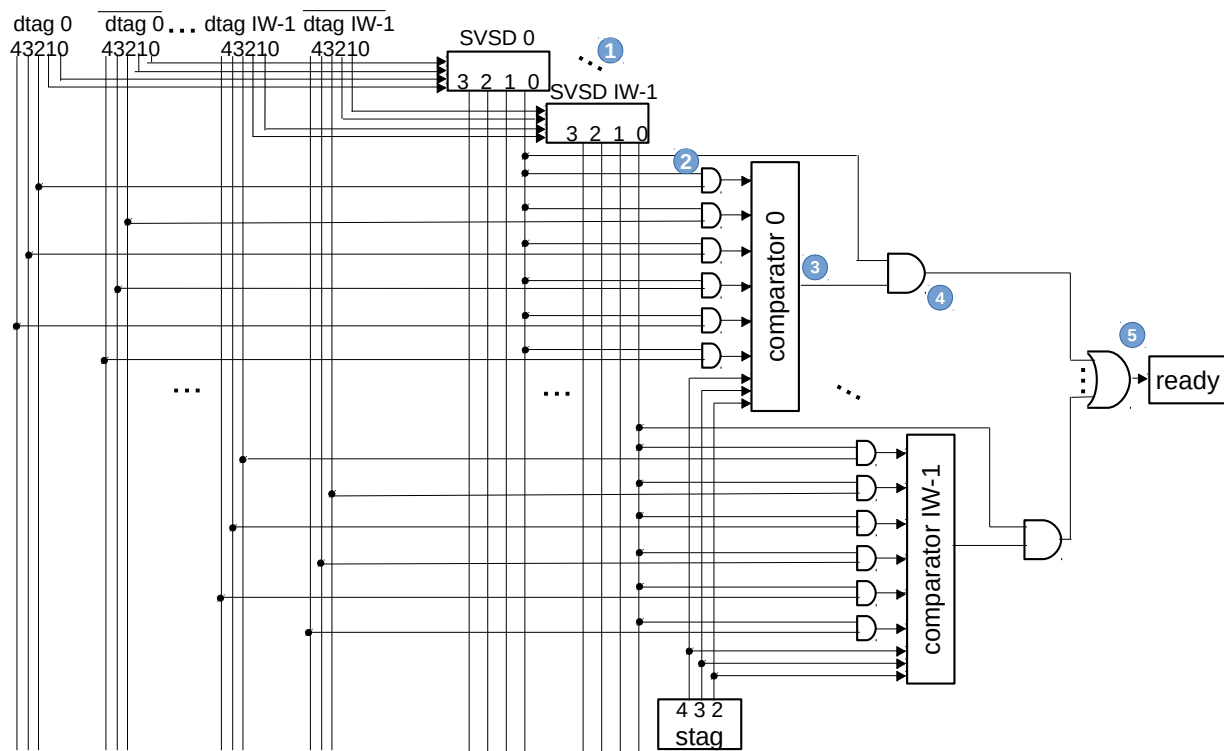 dtag 0 dtag 0 ... dtag IW-1 dtag IW-1
43210 43210 43210 43210
SVSD 0
1
3 2 1 0
SVSD IW-1
3 2 1 0
2
comparator 0
3
4
5
ready
...
...
...
comparator IW-1
4 3 2
stag